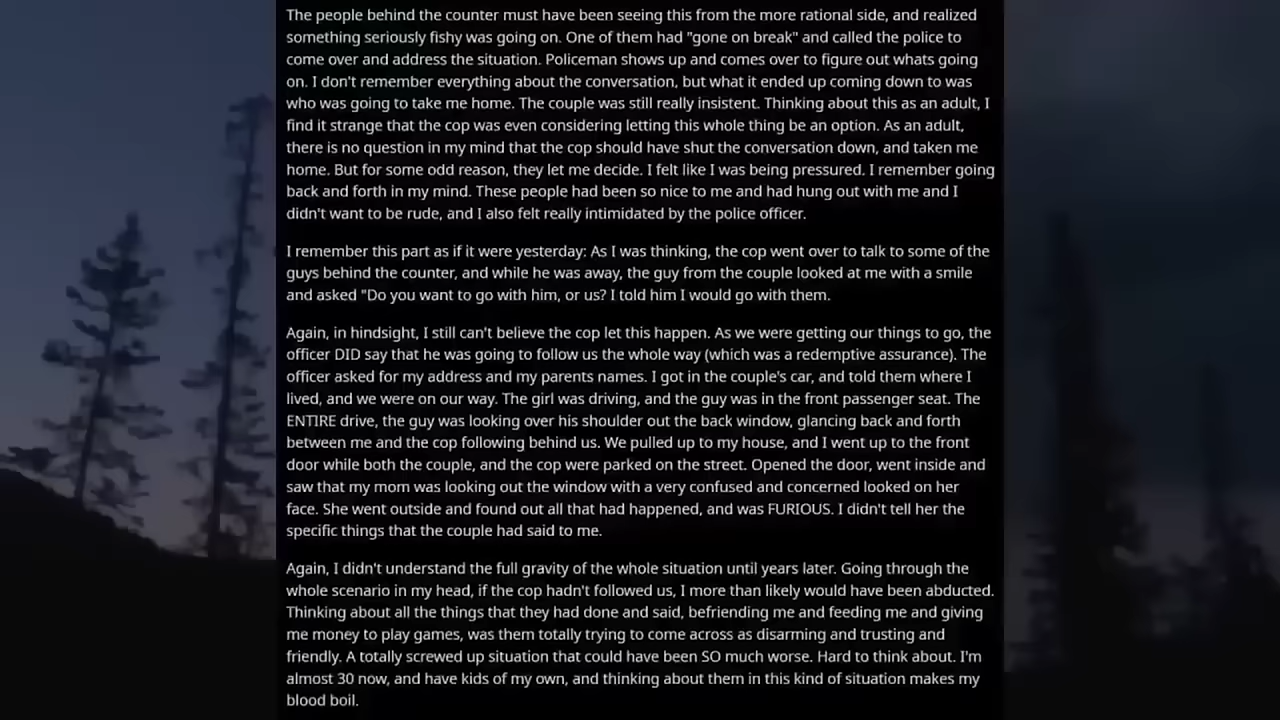 The people behind the counter must have been seeing this from the more rational side, and realized
something seriously fishy was going on. One of them had "gone on break" and called the police to
come over and address the situation. Policeman shows up and comes over to figure out whats going
on. I don't remember everything about the conversation, but what it ended up coming down to was
who was going to take me home. The couple was still really insistent. Thinking about this as an adult, I
find it strange that the cop was even considering letting this whole thing be an option. As an adult,
there is no question in my mind that the cop should have shut the conversation down, and taken me
home. But for some odd reason, they let me decide. I felt like I was being pressured. I remember going
back and forth in my mind. These people had been so nice to me and had hung out with me and I
didn't want to be rude, and I also felt really intimidated by the police officer.
I remember this part as if it were yesterday: As I was thinking, the cop went over to talk to some of the
guys behind the counter, and while he was away, the guy from the couple looked at me with a smile
and asked "Do you want to go with him, or us? I told him I would go with them.
Again, in hindsight, I still can't believe the cop let this happen. As we were getting our things to go, the
officer DID say that he was going to follow us the whole way (which was a redemptive assurance). The
officer asked for my address and my parents names. I got in the couple's car, and told them where I
lived, and we were on our way. The girl was driving, and the guy was in the front passenger seat. The
ENTIRE drive, the guy was looking over his shoulder out the back window, glancing back and forth
between me and the cop following behind us. We pulled up to my house, and I went up to the front
door while both the couple, and the cop were parked on the street. Opened the door, went inside and
saw that my mom was looking out the window with a very confused and concerned looked on her
face. She went outside and found out all that had happened, and was FURIOUS. I didn't tell her the
specific things that the couple had said to me.
Again, I didn't understand the full gravity of the whole situation until years later. Going through the
whole scenario in my head, if the cop hadn't followed us, I more than likely would have been abducted.
Thinking about all the things that they had done and said, befriending me and feeding me and giving
me money to play games, was them totally trying to come across as disarming and trusting and
friendly. A totally screwed up situation that could have been SO much worse. Hard to think about. I'm
almost 30 now, and have kids of my own, and thinking about them in this kind of situation makes my
blood boil.